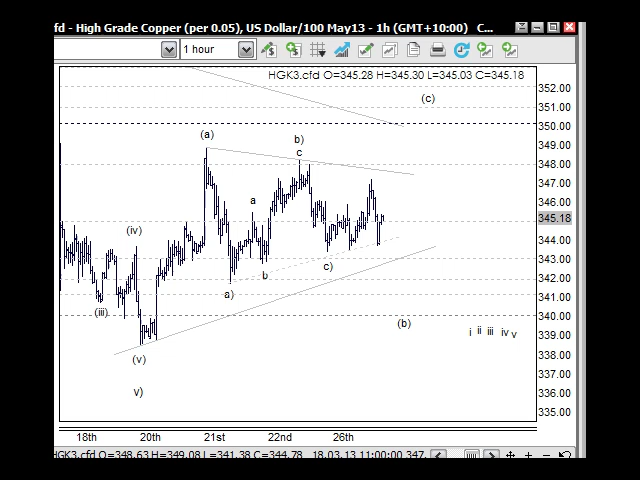 fd - High Grade Copper (per 0.05), US Dollar/100 May13 - 1h (GMT+10:00) C...
1 hour
HGK3.cfd O=345.28 H=345.30 L=345.03 C=345.18
352.00
(c)
351.00
350.00
(a)
b)
349.00
c
348.00
347.00
a
346.00
345.18
(iv)
344.00
c)
343.00
b
342.00
a)
341.00
(iii)
340.00
(b)
i ii iii iv v
339.00
338.00
(v)
337.00
v)
336.00
335.00
18th 20th 21st 22nd 26th
HGK3.cfd O=348.63 H=349.08 L=341.38 C=344.78 18.03.13 11:00:00 347.